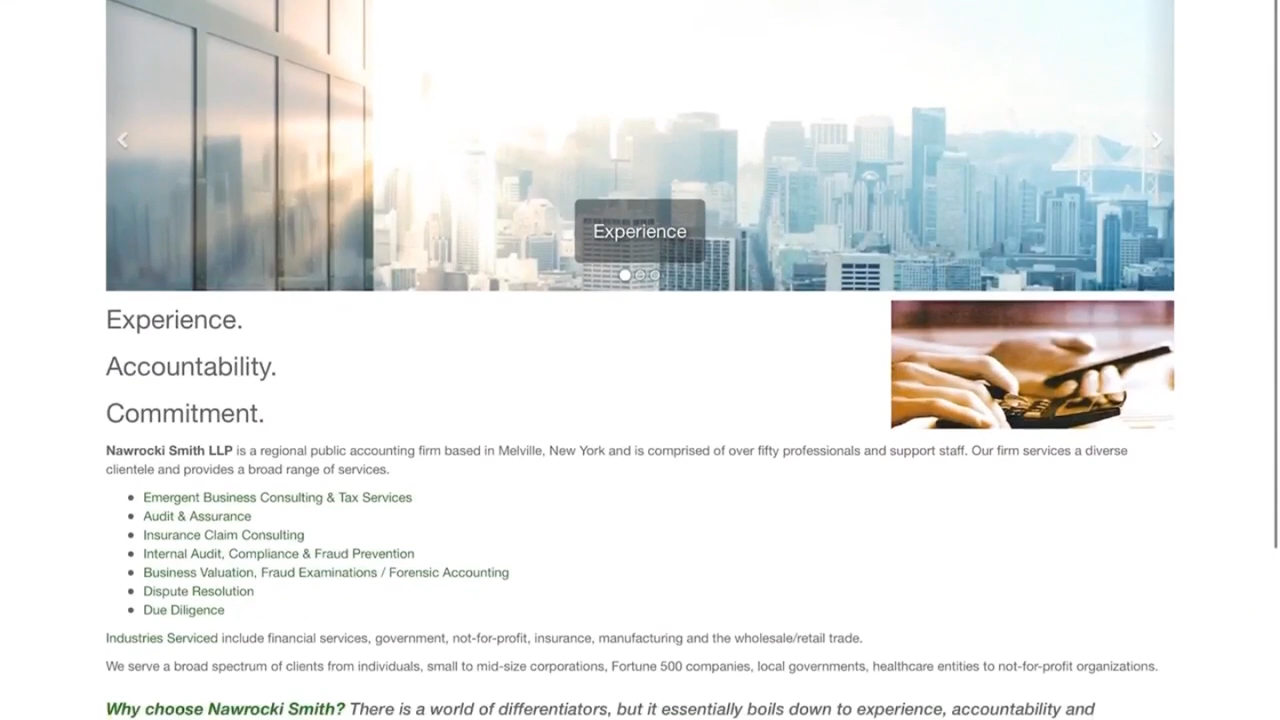 Experience
Experience.
Accountability.
Commitment.
Nawrocki Smith LLP is a regional public accounting firm based in Melville, New York and is comprised of over fifty professionals and support staff. Our firm services a diverse
clientele and provides a broad range of services.
Emergent Business Consulting & Tax Services
Audit & Assurance
Insurance Claim Consulting
Internal Audit, Compliance & Fraud Prevention
Business Valuation, Fraud Examinations / Forensic Accounting
Dispute Resolution
Due Diligence
Industries Serviced include financial services, government, not-for-profit, insurance, manufacturing and the wholesale/retail trade.
We serve a broad spectrum of clients from individuals, small to mid-size corporations, Fortune 500 companies, local governments, healthcare entities to not-for-profit organizations.
Why choose Nawrocki Smith? There is a world of differentiators, but it essentially boils down to experience, accountability and